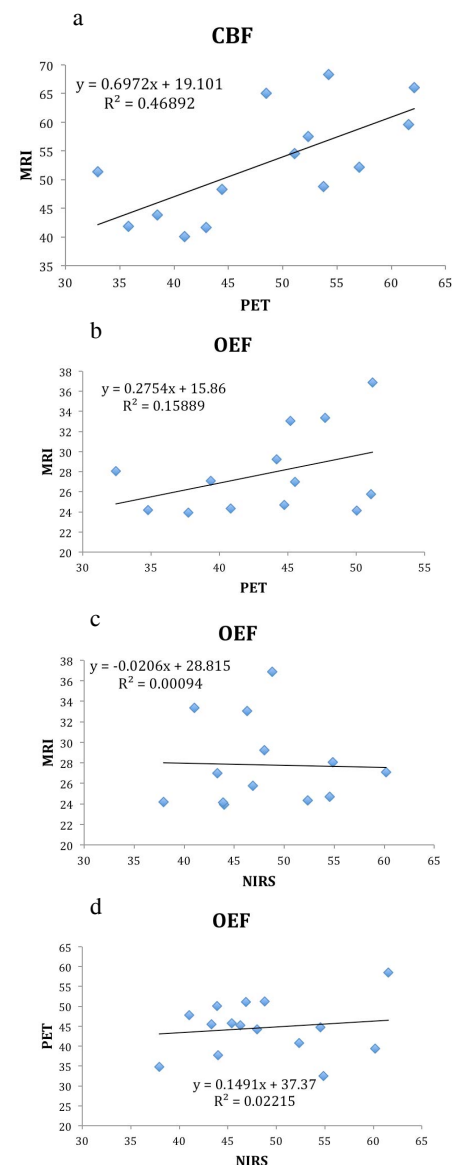 a
CBF
y = 0.6972x + 19.101
R² = 0.46892
70
65
60
55
50
45
40
35
MRI
30 35 40 45 50 55 60 65
PET
b
OEF
y = 0.2754x + 15.86
R² = 0.15889
38
36
34
32
30
28
26
24
22
20
MRI
30 35 40 45 50 55
PET
c
OEF
y = -0.0206x + 28.815
R² = 0.00094
38
36
34
32
30
28
26
24
22
20
MRI
30 35 40 45 50 55 60 65
NIRS
d
OEF
65
60
55
50
45
40
35
30
25
20
PET
y = 0.1491x + 37.37
R² = 0.02215
30 35 40 45 50 55 60 65
NIRS